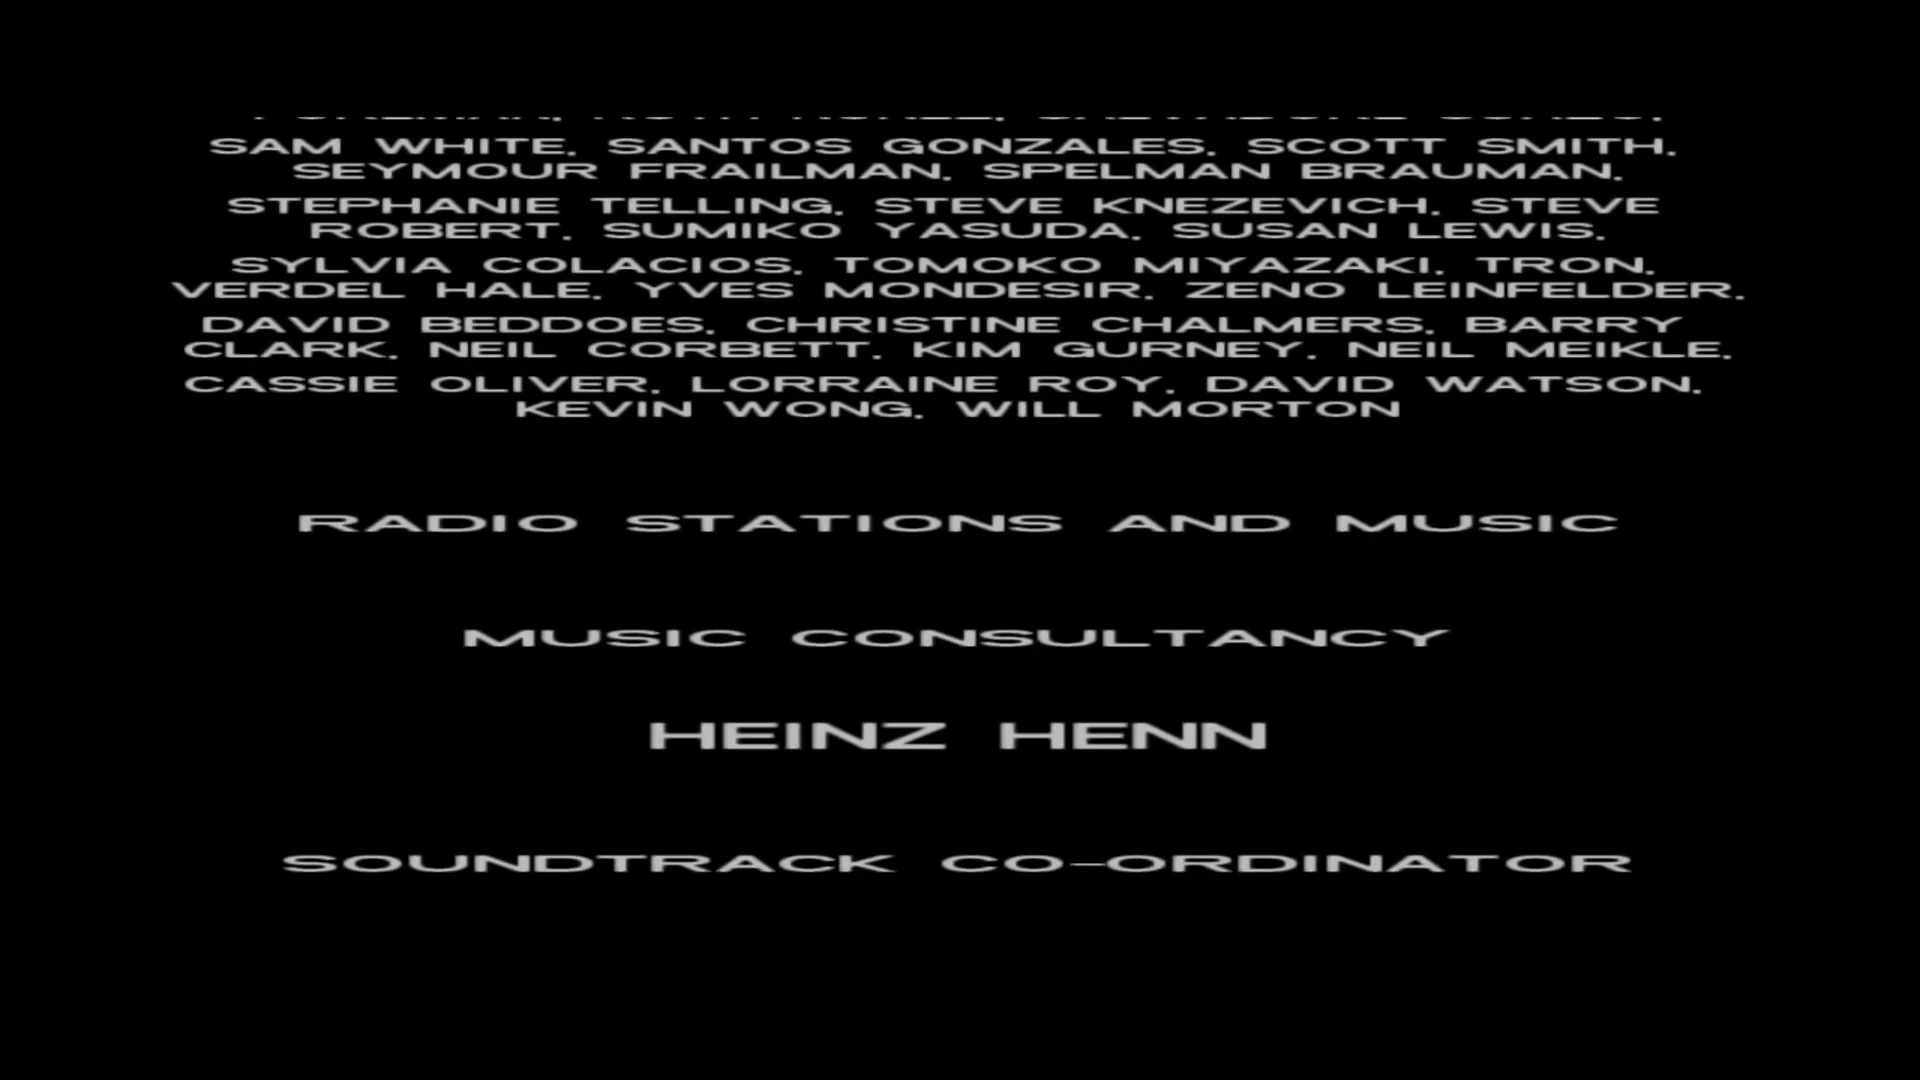 SAM WHITE, SANTOS GONZALES, SCOTT SMITH,
SEYMOUR FRAILMAN, SPELMAN BRAUMAN,
STEPHANIE TELLING, STEVE KNEZEVICH, STEVE
ROBERT, SUMIKO YASUDA, SUSAN LEWIS,
SYLVIA COLACIOS, TOMOKO MIYAZAKI, TRON,
VERDEL HALE, YVES MONDESIR, ZENO LEINFELDER,
DAVID BEDDOES, CHRISTINE CHALMERS, BARRY
CLARK, NEIL CORBETT, KIM GURNEY, NEIL MEIKLE,
CASSIE OLIVER, LORRAINE ROY, DAVID WATSON,
KEVIN WONG, WILL MORTON
RADIO STATIONS AND MUSIC
MUSIC CONSULTANCY
HEINZ HENN
SOUNDTRACK CO-ORDINATOR